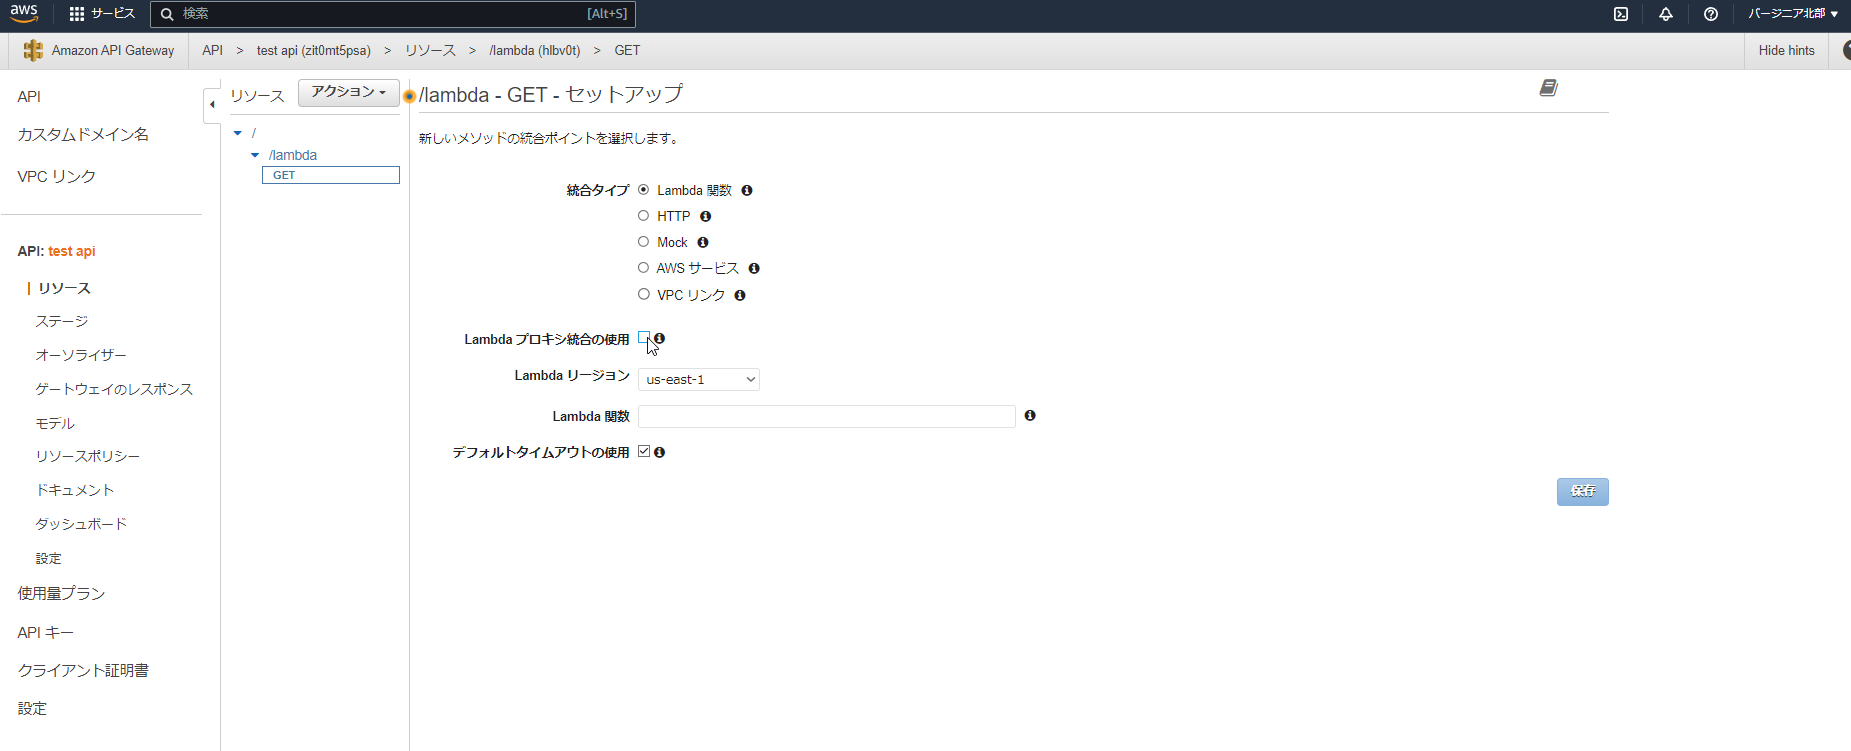 aws
サービス
検索
[Alt+S]
バージニア北部 ▼
Amazon API Gateway
API > test api (zit0mt5psa) > リソース > /lambda (hlbv0t) > GET
Hide hints
API
カスタムドメイン名
VPC リンク
API: test api
リソース
ステージ
オーソライザー
ゲートウェイのレスポンス
モデル
リソースポリシー
ドキュメント
ダッシュボード
設定
使用量プラン
API キー
クライアント証明書
設定
リソース
アクション
/
/lambda
GET
/lambda - GET - セットアップ
新しいメソッドの統合ポイントを選択します。
統合タイプ
Lambda 関数
HTTP
Mock
AWS サービス
VPC リンク
Lambda プロキシ統合の使用
Lambda リージョン
us-east-1
Lambda 関数
デフォルトタイムアウトの使用
保存